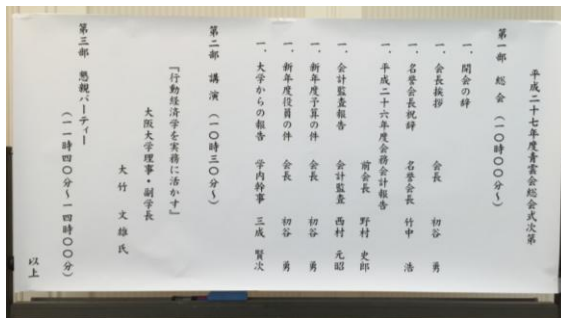 平成二十七年度青雲会総会式次第
第一部 総会（一〇時〇〇分～）
一、開会の辞
一、会長挨拶 会長 初谷 勇
一、名誉会長祝辞 名誉会長 竹中 浩
一、平成二十六年度会務会計報告
前会長 野村 史郎
一、会計監査報告 会計監査 西村 元昭
一、新年度予算の件 会長 初谷 勇
一、新年度役員の件 会長 初谷 勇
一、大学からの報告 学内幹事 三成 賢次
第二部 講演（一〇時三〇分～）
『行動経済学を実務に活かす』
大阪大学理事・副学長
大竹 文雄 氏
第三部 懇親パーティー
（一一時四〇分～一四時〇〇分）
以上